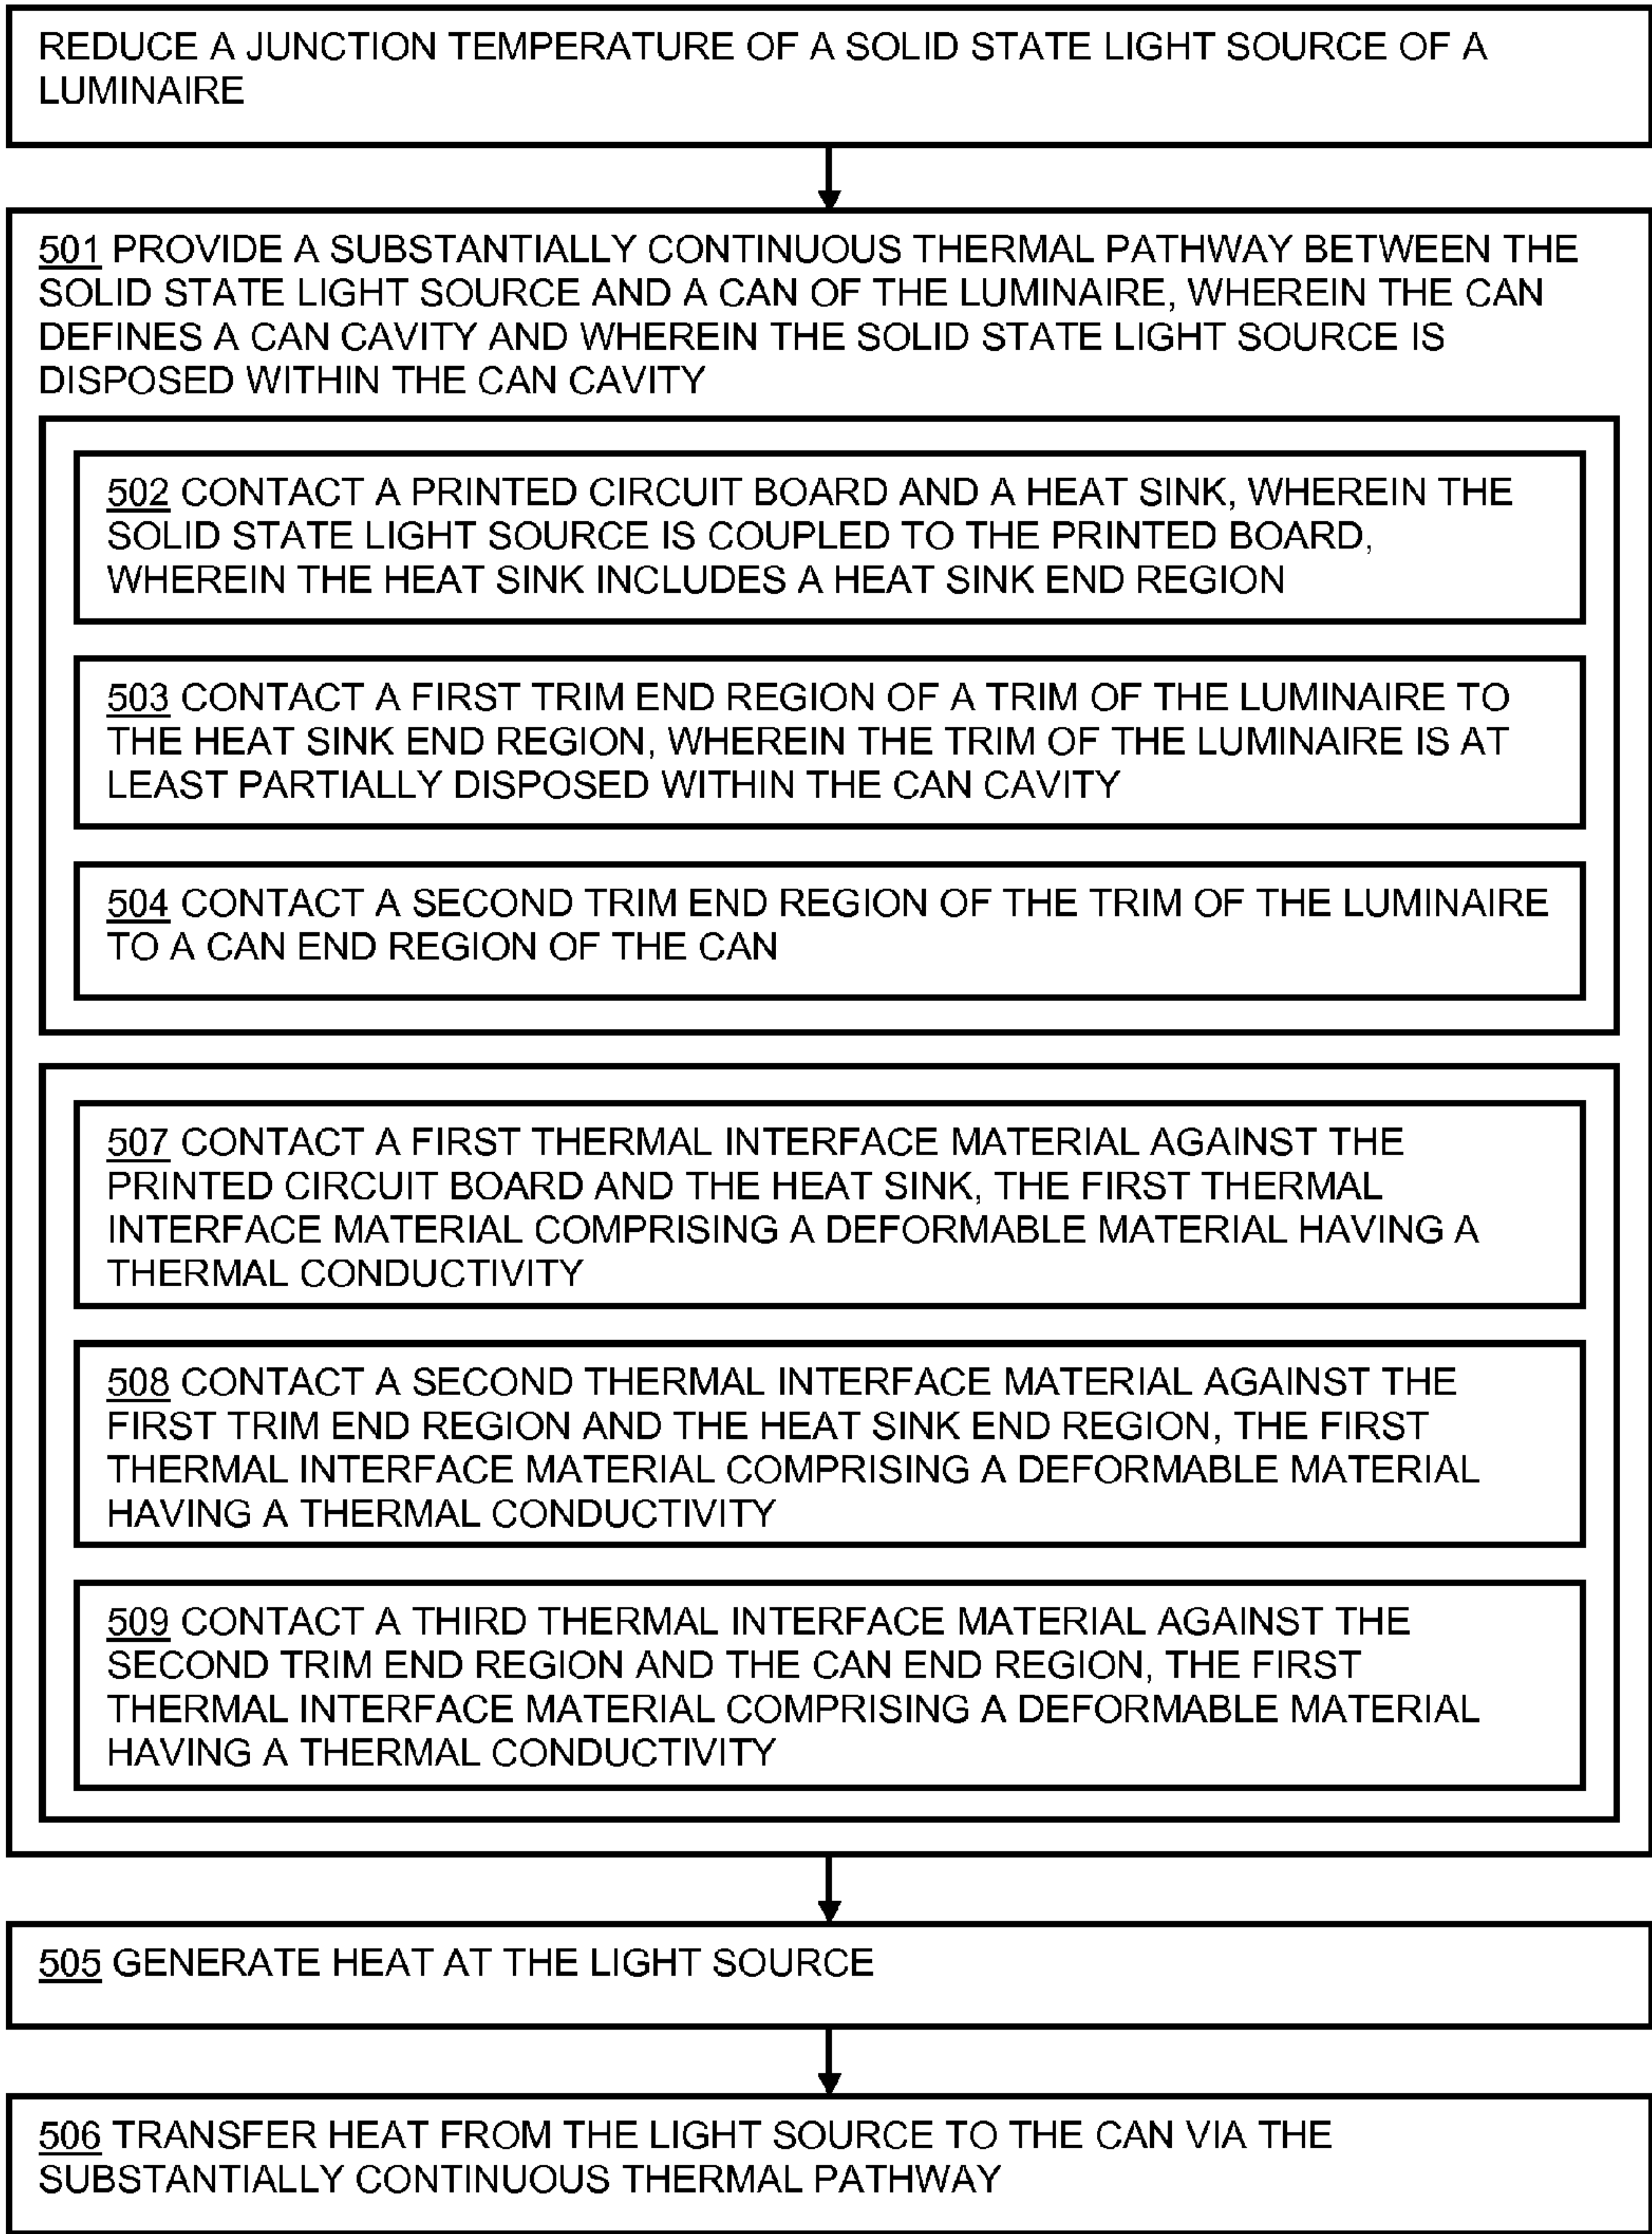 REDUCE A JUNCTION TEMPERATURE OF A SOLID STATE LIGHT SOURCE OF A
LUMINAIRE
501 PROVIDE A SUBSTANTIALLY CONTINUOUS THERMAL PATHWAY BETWEEN THE
SOLID STATE LIGHT SOURCE AND A CAN OF THE LUMINAIRE, WHEREIN THE CAN
DEFINES A CAN CAVITY AND WHEREIN THE SOLID STATE LIGHT SOURCE IS
DISPOSED WITHIN THE CAN CAVITY
502 CONTACT A PRINTED CIRCUIT BOARD AND A HEAT SINK, WHEREIN THE
SOLID STATE LIGHT SOURCE IS COUPLED TO THE PRINTED BOARD,
WHEREIN THE HEAT SINK INCLUDES A HEAT SINK END REGION
503 CONTACT A FIRST TRIM END REGION OF A TRIM OF THE LUMINAIRE TO
THE HEAT SINK END REGION, WHEREIN THE TRIM OF THE LUMINAIRE IS AT
LEAST PARTIALLY DISPOSED WITHIN THE CAN CAVITY
504 CONTACT A SECOND TRIM END REGION OF THE TRIM OF THE LUMINAIRE
TO A CAN END REGION OF THE CAN
507 CONTACT A FIRST THERMAL INTERFACE MATERIAL AGAINST THE
PRINTED CIRCUIT BOARD AND THE HEAT SINK, THE FIRST THERMAL
INTERFACE MATERIAL COMPRISING A DEFORMABLE MATERIAL HAVING A
THERMAL CONDUCTIVITY
508 CONTACT A SECOND THERMAL INTERFACE MATERIAL AGAINST THE
FIRST TRIM END REGION AND THE HEAT SINK END REGION, THE FIRST
THERMAL INTERFACE MATERIAL COMPRISING A DEFORMABLE MATERIAL
HAVING A THERMAL CONDUCTIVITY
509 CONTACT A THIRD THERMAL INTERFACE MATERIAL AGAINST THE
SECOND TRIM END REGION AND THE CAN END REGION, THE FIRST
THERMAL INTERFACE MATERIAL COMPRISING A DEFORMABLE MATERIAL
HAVING A THERMAL CONDUCTIVITY
505 GENERATE HEAT AT THE LIGHT SOURCE
506 TRANSFER HEAT FROM THE LIGHT SOURCE TO THE CAN VIA THE
SUBSTANTIALLY CONTINUOUS THERMAL PATHWAY